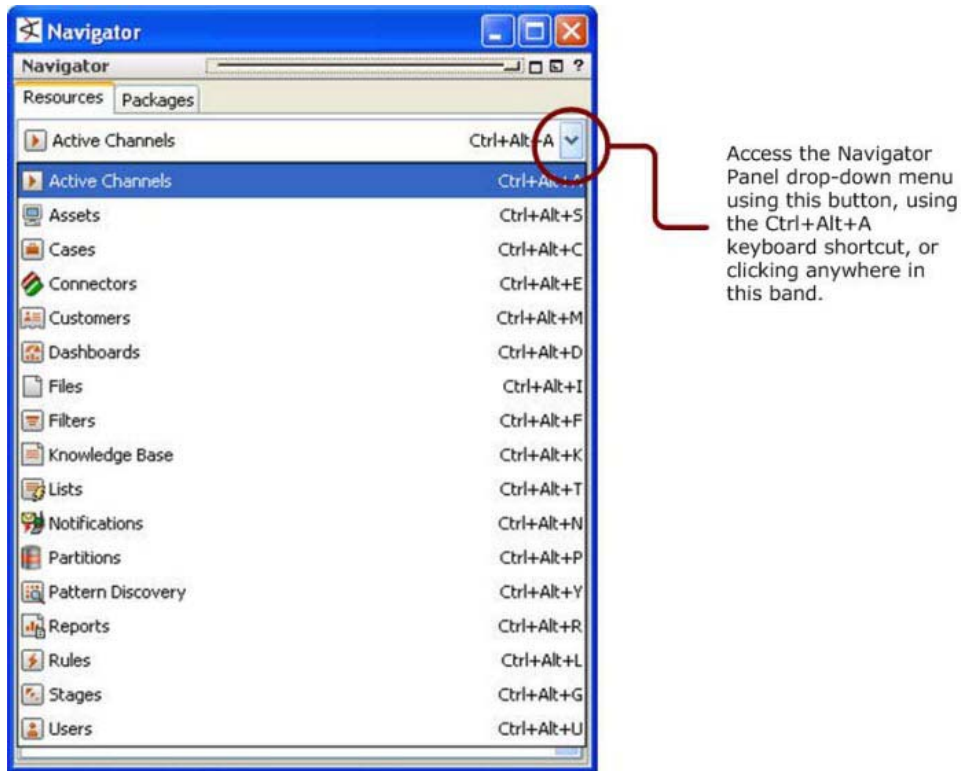 Navigator
Navigator ?
Resources Packages
Active Channels Ctrl+Alt+A
Active Channels Ctrl+Alt+A
Assets Ctrl+Alt+S
Cases Ctrl+Alt+C
Connectors Ctrl+Alt+E
Customers Ctrl+Alt+M
Dashboards Ctrl+Alt+D
Files Ctrl+Alt+I
Filters Ctrl+Alt+F
Knowledge Base Ctrl+Alt+K
Lists Ctrl+Alt+T
Notifications Ctrl+Alt+N
Partitions Ctrl+Alt+P
Pattern Discovery Ctrl+Alt+Y
Reports Ctrl+Alt+R
Rules Ctrl+Alt+L
Stages Ctrl+Alt+G
Users Ctrl+Alt+U
Access the Navigator
Panel drop-down menu
using this button, using
the Ctrl+Alt+A
keyboard shortcut, or
clicking anywhere in
this band.